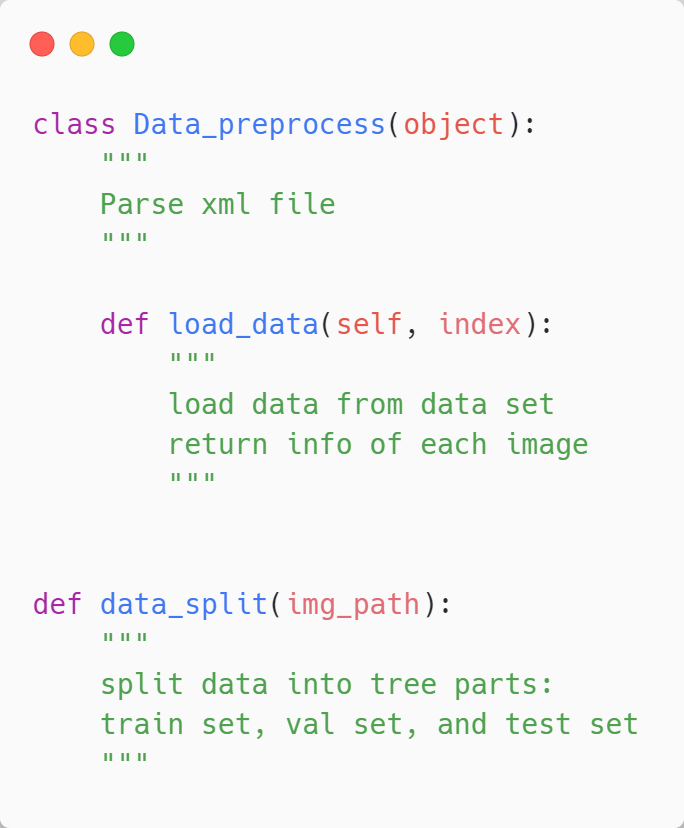 class Data_preprocess(object):
    """
    Parse xml file
    """
    def load_data(self, index):
        """
        load data from data set
        return info of each image
        """
def data_split(img_path):
    """
    split data into tree parts:
    train set, val set, and test set
    """